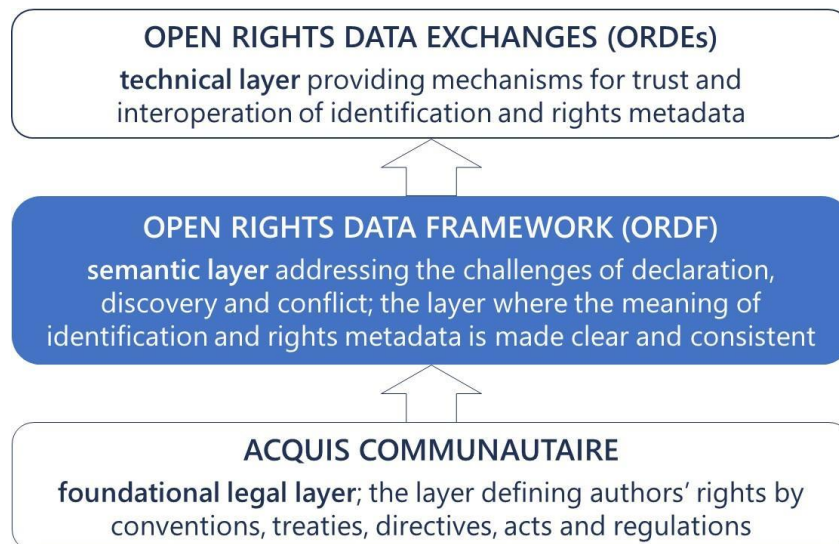 OPEN RIGHTS DATA EXCHANGES (ORDEs)
technical layer providing mechanisms for trust and
interoperation of identification and rights metadata
OPEN RIGHTS DATA FRAMEWORK (ORDF)
semantic layer addressing the challenges of declaration,
discovery and conflict; the layer where the meaning of
identification and rights metadata is made clear and consistent
ACQUIS COMMUNAUTAIRE
foundational legal layer; the layer defining authors’ rights by
conventions, treaties, directives, acts and regulations